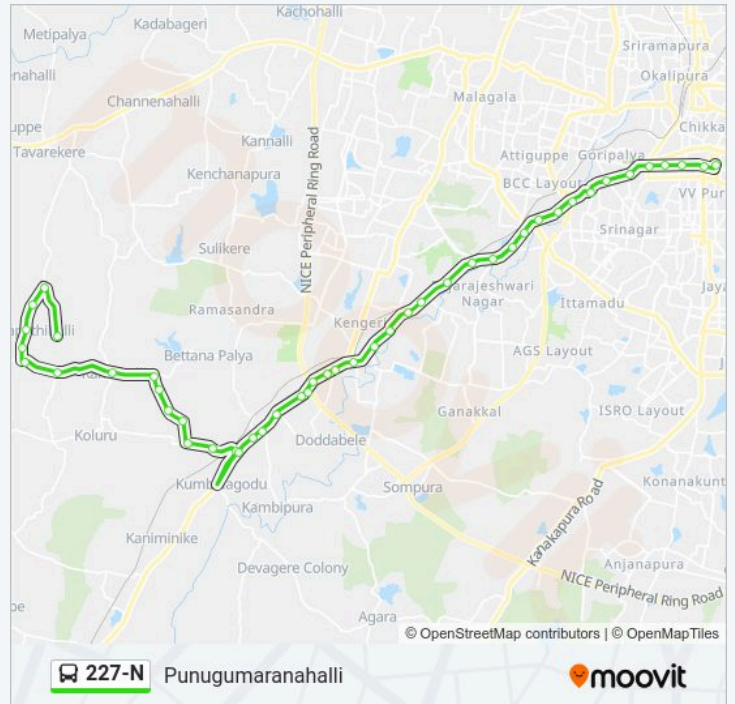 Kachohalli
Kadabageri
Metipalya
Sriramapura
enahalli
Okalipura
Malagala
Channenahalli
uppe
Chikka
Kannalli
Tavarekere
Attiguppe
Goripalya
Kenchanapura
BCC Layout
VV Pur
NICE Peripheral Ring Road
Srinagar
Sulikere
Jaya
Ramasandra
Nagar
Ittamadu
Kengeri
Bettana Palya
AGS Layout
J
Ganakkal
ISRO Layout
Koluru
Doddabele
Konanakunt
Sompura
Kambipura
Kanakapura Road
Kaniminike
Anjanapura
Devagere Colony
NICE Peripheral Ring Road
Agara
© OpenStreetMap contributors | © OpenMapTiles
227-N Punugumaranahalli
moovit